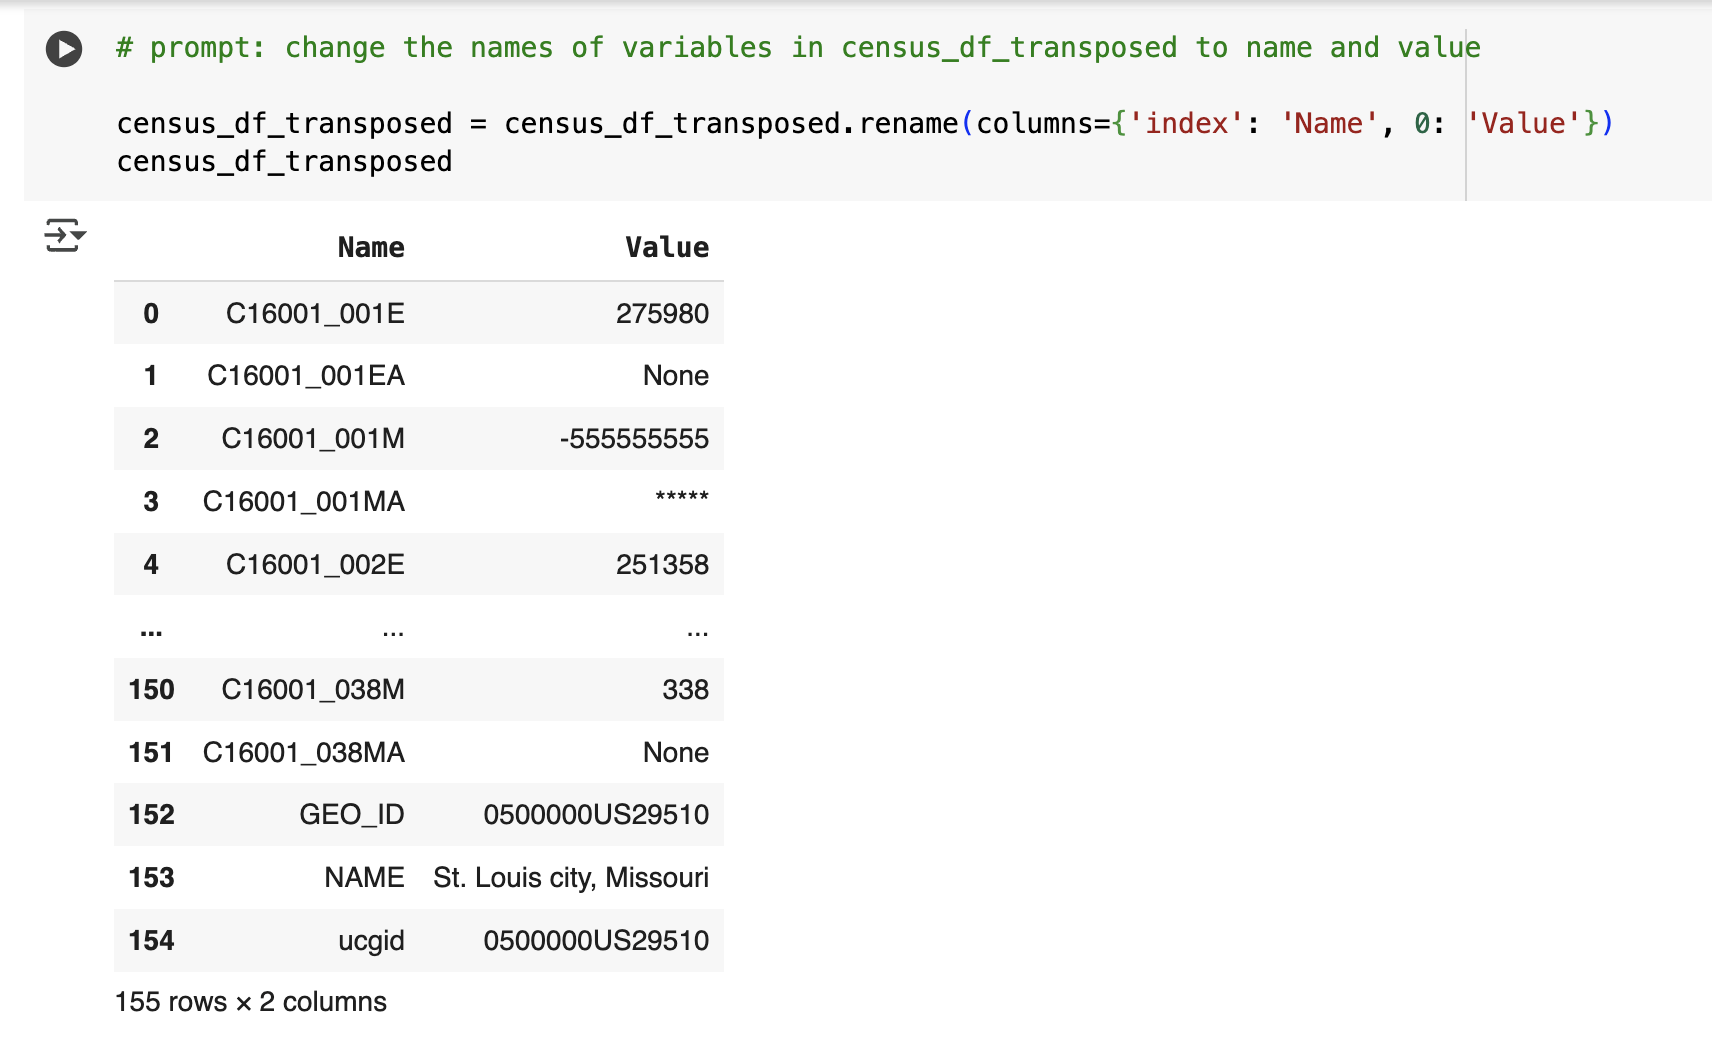 # prompt: change the names of variables in census_df_transposed to name and value
census_df_transposed = census_df_transposed.rename(columns={'index': 'Name', 0: 'Value'})
census_df_transposed
Name Value
0 C16001_001E 275980
1 C16001_001EA None
2 C16001_001M -555555555
3 C16001_001MA *****
4 C16001_002E 251358
... ... ...
150 C16001_038M 338
151 C16001_038MA None
152 GEO_ID 0500000US29510
153 NAME St. Louis city, Missouri
154 ucgid 0500000US29510
155 rows × 2 columns